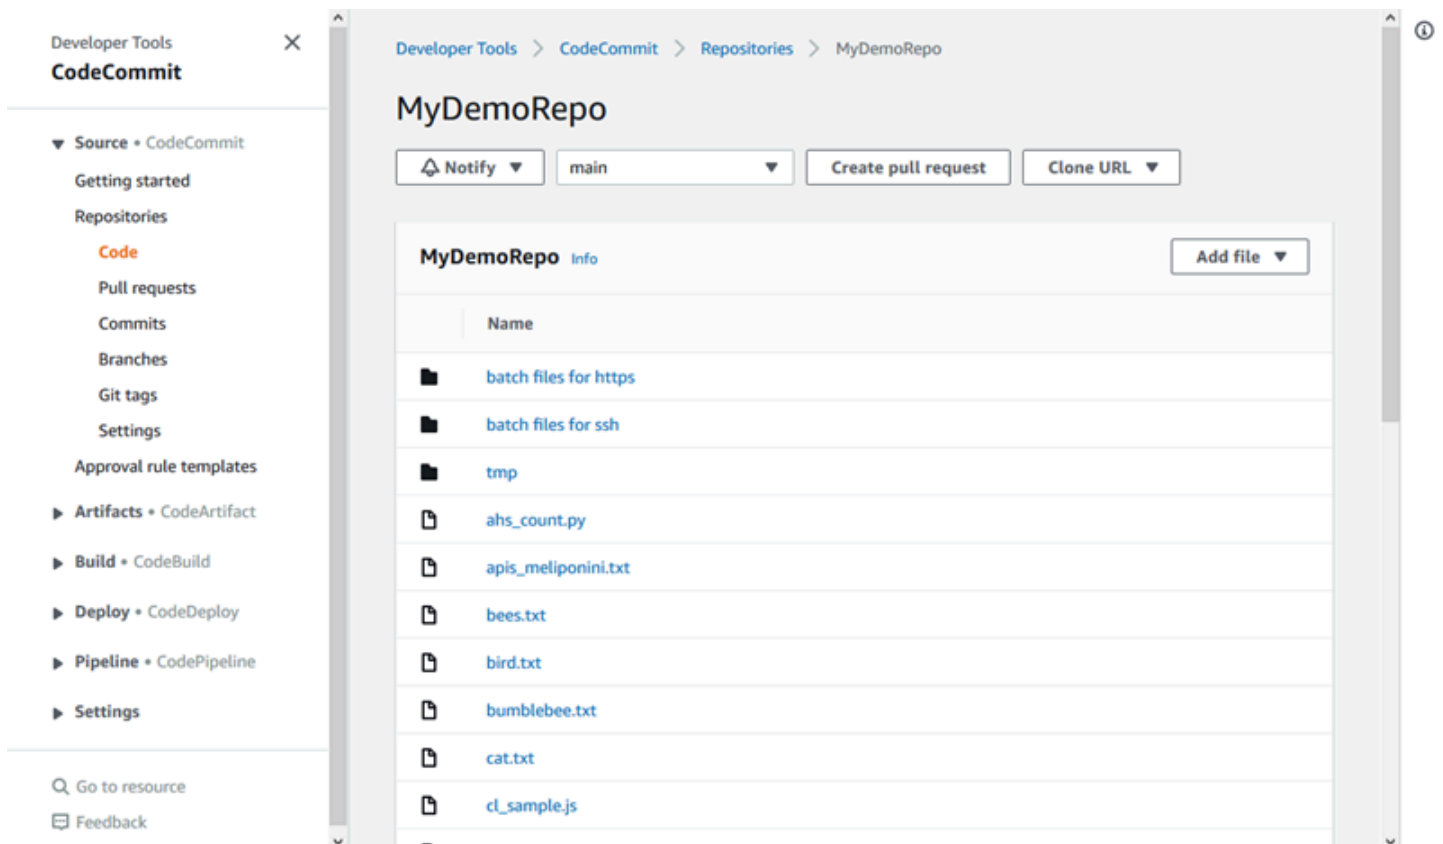 Developer Tools
CodeCommit
Source • CodeCommit
Getting started
Repositories
Code
Pull requests
Commits
Branches
Git tags
Settings
Approval rule templates
Artifacts • CodeArtifact
Build • CodeBuild
Deploy • CodeDeploy
Pipeline • CodePipeline
Settings
Go to resource
Feedback
Developer Tools > CodeCommit > Repositories > MyDemoRepo
MyDemoRepo
Notify main Create pull request Clone URL
MyDemoRepo Info Add file
Name
batch files for https
batch files for ssh
tmp
ahs_count.py
apis_meliponini.txt
bees.txt
bird.txt
bumblebee.txt
cat.txt
cl_sample.js